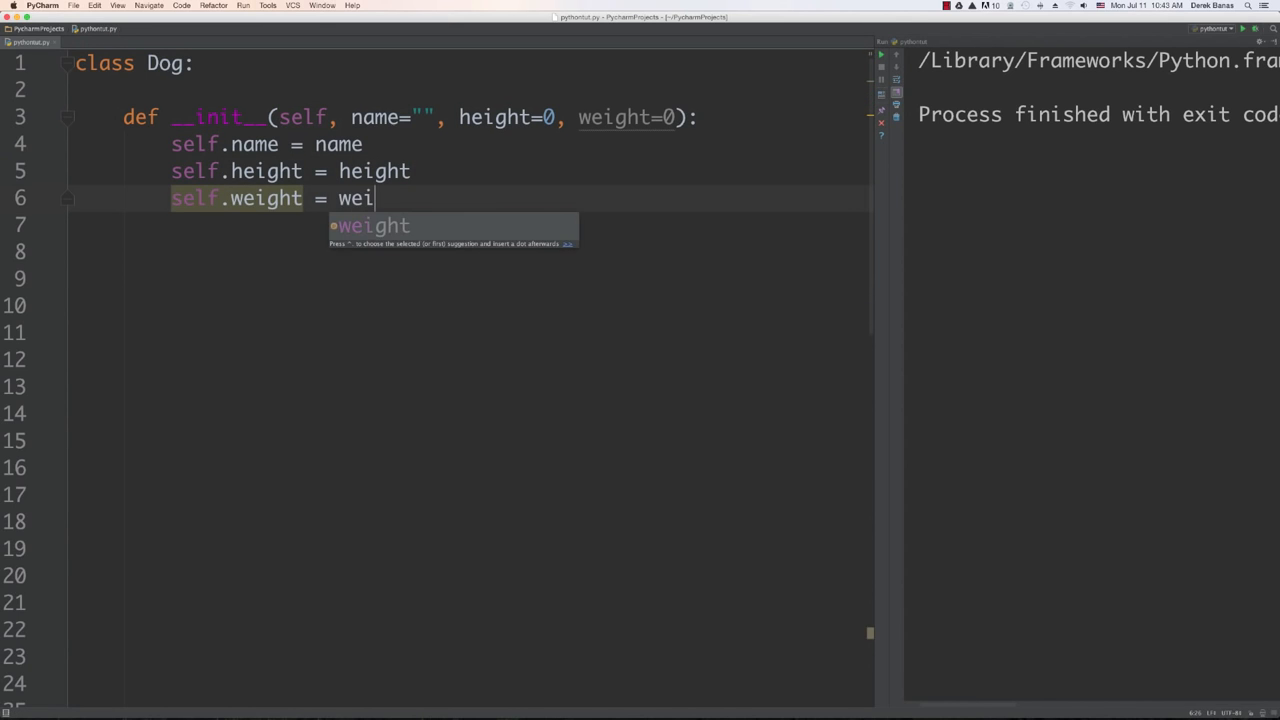 PyCharm File Edit View Navigate Code Refactor Run Tools VCS Window Help 10 Mon Jul 11 10:43 AM Derek Banas
pythontut.py - PycharmProjects - [~/PycharmProjects]
PycharmProjects pythontut.py pythontut
pythontut.py
Run pythontut
1 class Dog:
2
3 def __init__(self, name="", height=0, weight=0):
4 self.name = name
5 self.height = height
6 self.weight = wei
7 weight
Press ^. to choose the selected (or first) suggestion and insert a dot afterwards >>
8
9
10
11
12
13
14
15
16
17
18
19
20
21
22
23
24
25
/Library/Frameworks/Python.fra
Process finished with exit code
6:26 LF≑ UTF-8≑